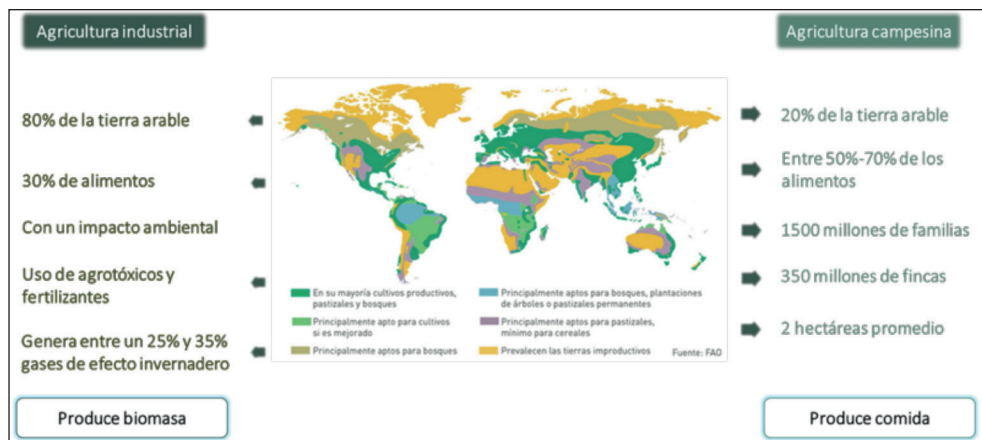 Agricultura industrial
80% de la tierra arable
30% de alimentos
Con un impacto ambiental
Uso de agrotóxicos y
fertilizantes
Genera entre un 25% y 35%
gases de efecto invernadero
Produce biomasa
En su mayoría cultivos productivos,
pastizales y bosques
Principalmente apto para cultivos
si es mejorado
Principalmente aptos para bosques
Principalmente aptos para bosques, plantaciones
de árboles o pastizales permanentes
Principalmente aptos para pastizales,
mínimo para cereales
Prevalecen las tierras improductivos
Fuente: FAO
Agricultura campesina
20% de la tierra arable
Entre 50%-70% de los
alimentos
1500 millones de familias
350 millones de fincas
2 hectáreas promedio
Produce comida